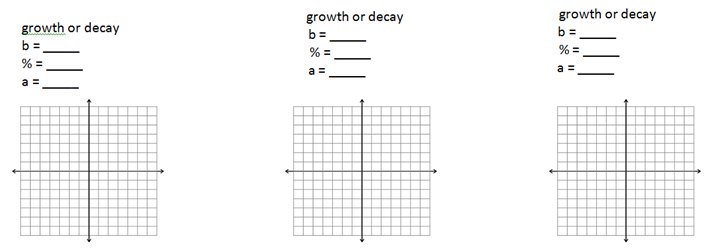 growth or decay
b = ______
% = ______
a = ______
growth or decay
b = ______
% = ______
a = ______
growth or decay
b = ______
% = ______
a = ______